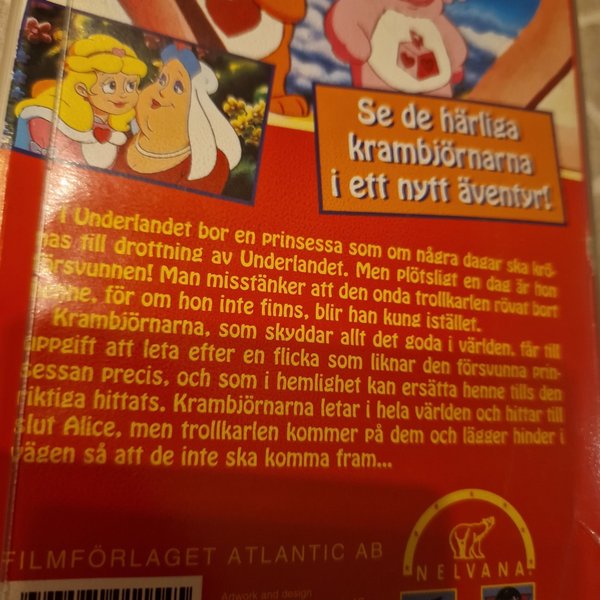 Se de härliga
krambjörnarna
i ett nytt äventyr!
I Underlandet bor en prinsessa som om några dagar ska krö-
nas till drottning av Underlandet. Men plötsligt en dag är hon
försvunnen! Man misstänker att den onda trollkarlen rövat bort
henne, för om hon inte finns, blir han kung istället.
Krambjörnarna, som skyddar allt det goda i världen, får till
uppgift att leta efter en flicka som liknar den försvunna prin-
sessan precis, och som i hemlighet kan ersätta henne tills den
riktiga hittats. Krambjörnarna letar i hela världen och hittar till
slut Alice, men trollkarlen kommer på dem och lägger hinder i
vägen så att de inte ska komma fram...
FILMFÖRLAGET ATLANTIC AB
NELVANA
Artwork and design